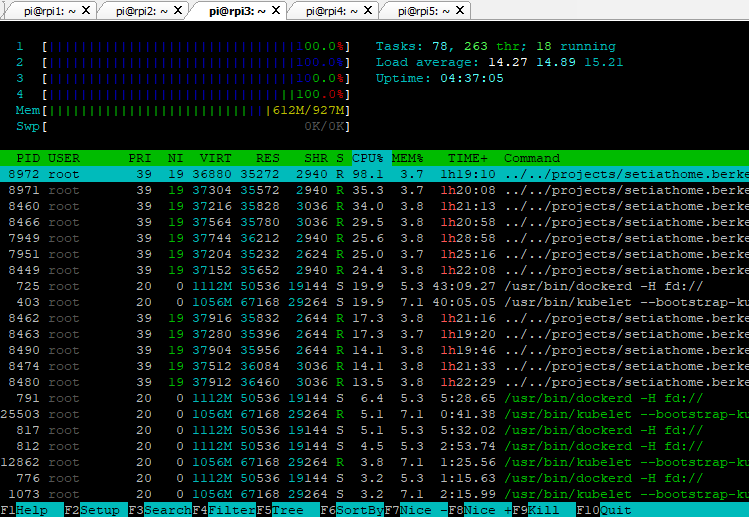 pi@rpi1: ~ X pi@rpi2: ~ X pi@rpi3: ~ X pi@rpi4: ~ X pi@rpi5: ~ X
1 [||||||||||||||||||||||||||||||||100.0%] Tasks: 78, 263 thr; 18 running
2 [||||||||||||||||||||||||||||||||100.0%] Load average: 14.27 14.89 15.21
3 [||||||||||||||||||||||||||||||||100.0%] Uptime: 04:37:05
4 [||||||||||||||||||||||||||||||||100.0%]
Mem[||||||||||||||||||||||||||||612M/927M]
Swp[ 0K/0K]
PID USER PRI NI VIRT RES SHR S CPU% MEM% TIME+ Command
8972 root 39 19 36880 35272 2940 R 98.1 3.7 1h19:10 ../../projects/setiathome.berke
8971 root 39 19 37304 35572 2940 R 35.3 3.7 1h20:08 ../../projects/setiathome.berke
8460 root 39 19 37216 35828 3036 R 34.0 3.8 1h21:13 ../../projects/setiathome.berke
8466 root 39 19 37564 35780 3036 R 29.5 3.8 1h20:58 ../../projects/setiathome.berke
7949 root 39 19 37744 36212 2940 R 25.6 3.8 1h28:58 ../../projects/setiathome.berke
7951 root 39 19 37204 35232 2624 R 25.0 3.7 1h25:16 ../../projects/setiathome.berke
8449 root 39 19 37152 35652 2940 R 24.4 3.8 1h22:08 ../../projects/setiathome.berke
725 root 20 0 1112M 50536 19144 S 19.9 5.3 43:09.27 /usr/bin/dockerd -H fd://
403 root 20 0 1056M 67168 29264 S 19.9 7.1 40:05.05 /usr/bin/kubelet --bootstrap-ku
8462 root 39 19 37916 35832 2644 R 17.3 3.8 1h21:16 ../../projects/setiathome.berke
8463 root 39 19 37280 35396 2644 R 17.3 3.7 1h19:20 ../../projects/setiathome.berke
8490 root 39 19 37904 35956 2644 R 14.1 3.8 1h19:46 ../../projects/setiathome.berke
8474 root 39 19 37512 36084 3036 R 14.1 3.8 1h21:33 ../../projects/setiathome.berke
8480 root 39 19 37912 36460 3036 R 13.5 3.8 1h22:29 ../../projects/setiathome.berke
791 root 20 0 1112M 50536 19144 S 6.4 5.3 5:28.65 /usr/bin/dockerd -H fd://
25503 root 20 0 1056M 67168 29264 R 5.1 7.1 0:41.38 /usr/bin/kubelet --bootstrap-ku
817 root 20 0 1112M 50536 19144 S 5.1 5.3 5:32.02 /usr/bin/dockerd -H fd://
812 root 20 0 1112M 50536 19144 S 4.5 5.3 2:53.74 /usr/bin/dockerd -H fd://
12862 root 20 0 1056M 67168 29264 R 3.8 7.1 1:25.56 /usr/bin/kubelet --bootstrap-ku
776 root 20 0 1112M 50536 19144 S 3.2 5.3 1:15.63 /usr/bin/dockerd -H fd://
1073 root 20 0 1056M 67168 29264 S 3.2 7.1 2:15.99 /usr/bin/kubelet --bootstrap-ku
F1Help F2Setup F3SearchF4FilterF5Tree F6SortByF7Nice -F8Nice +F9Kill F10Quit